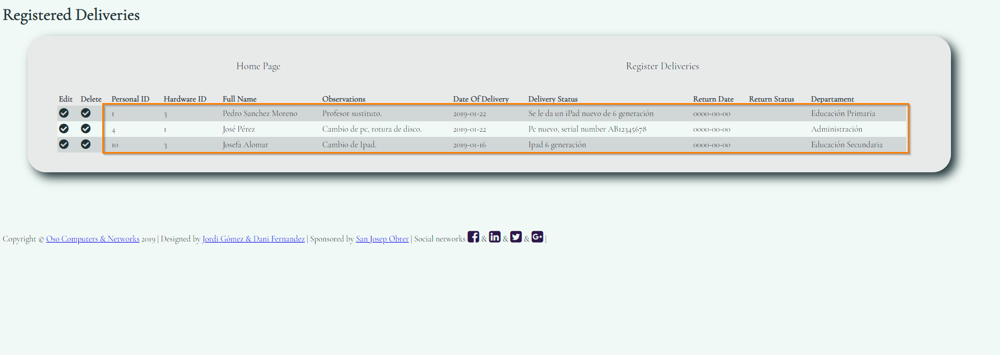 Registered Deliveries
Home Page Register Deliveries
Edit Delete Personal ID Hardware ID Full Name Observations Date Of Delivery Delivery Status Return Date Return Status Departament
1 3 Pedro Sanchez Moreno Profesor sustituto. 2019-01-22 Se le da un iPad nuevo de 6 generación 0000-00-00 Educación Primaria
4 1 José Pérez Cambio de pc, rotura de disco. 2019-01-22 Pc nuevo, serial number AB12345678 0000-00-00 Administración
10 3 Josefa Alomar Cambio de Ipad. 2019-01-16 Ipad 6 generación 0000-00-00 Educación Secundaria
Copyright © Oso Computers & Networks 2019 | Designed by Jordi Gómez & Dani Fernandez | Sponsored by San Josep Obrer | Social networks & & & |